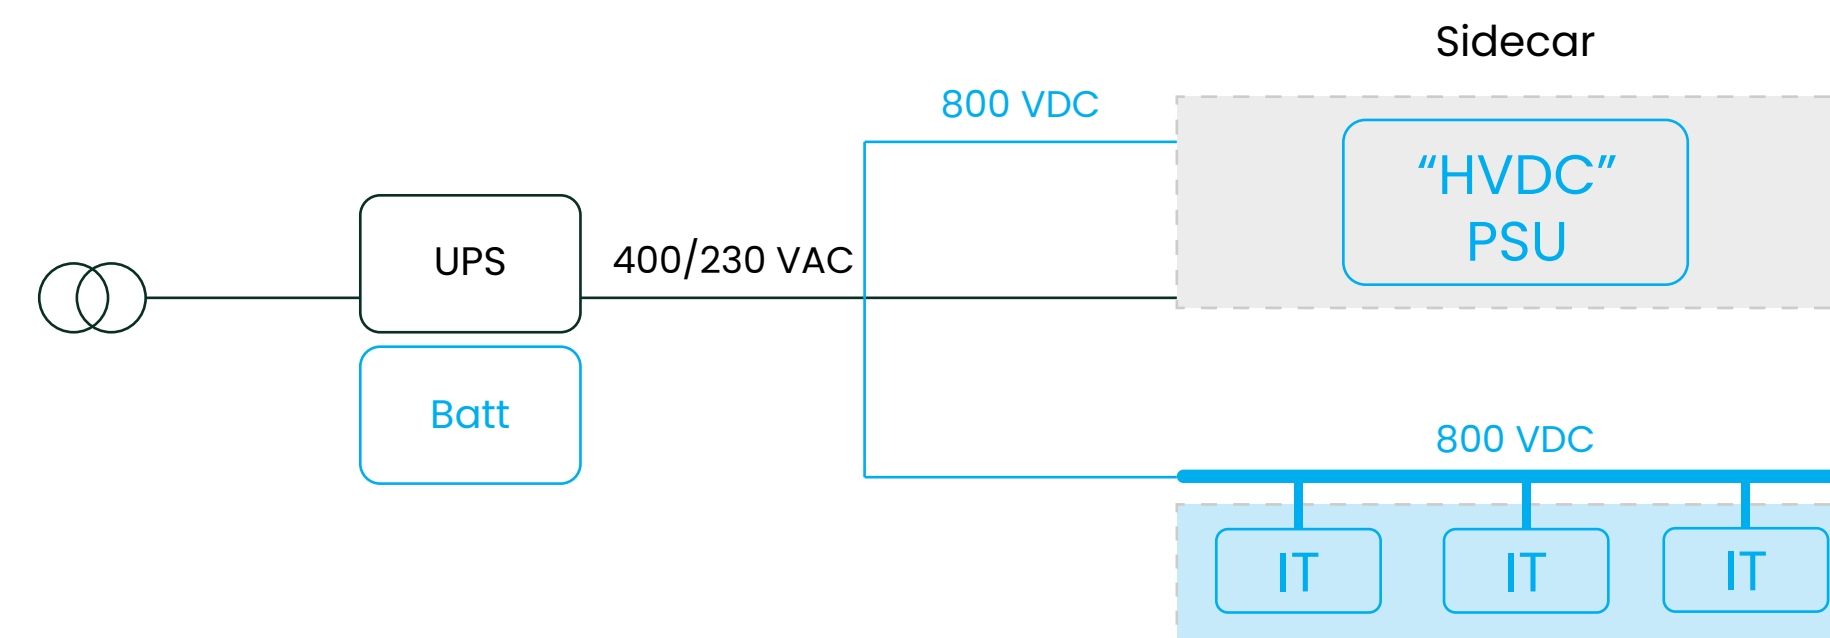 Sidecar
800 VDC
“HVDC”
PSU
UPS
400/230 VAC
Batt
800 VDC
IT
IT
IT